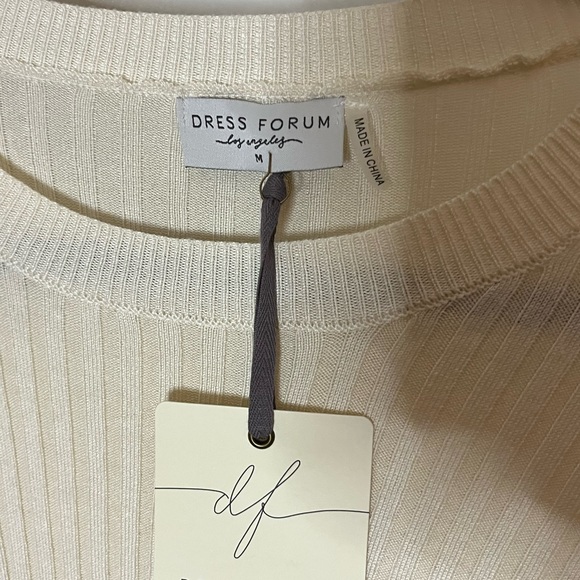 DRESS FORUM
los angeles
M
MADE IN CHINA
df